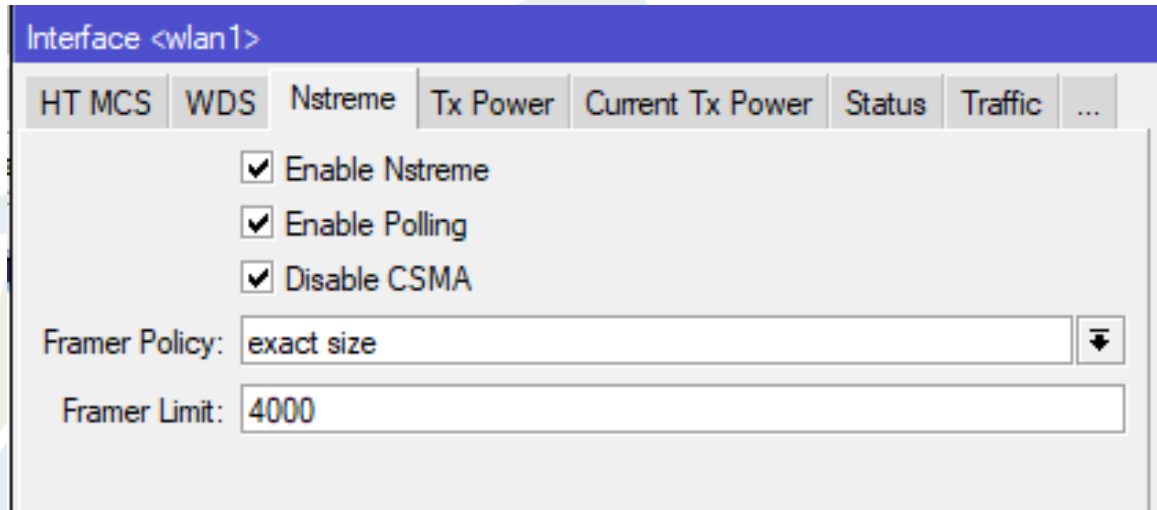 Interface <wlan1>
HT MCS WDS Nstreme Tx Power Current Tx Power Status Traffic ...
Enable Nstreme
Enable Polling
Disable CSMA
Framer Policy: exact size
Framer Limit: 4000